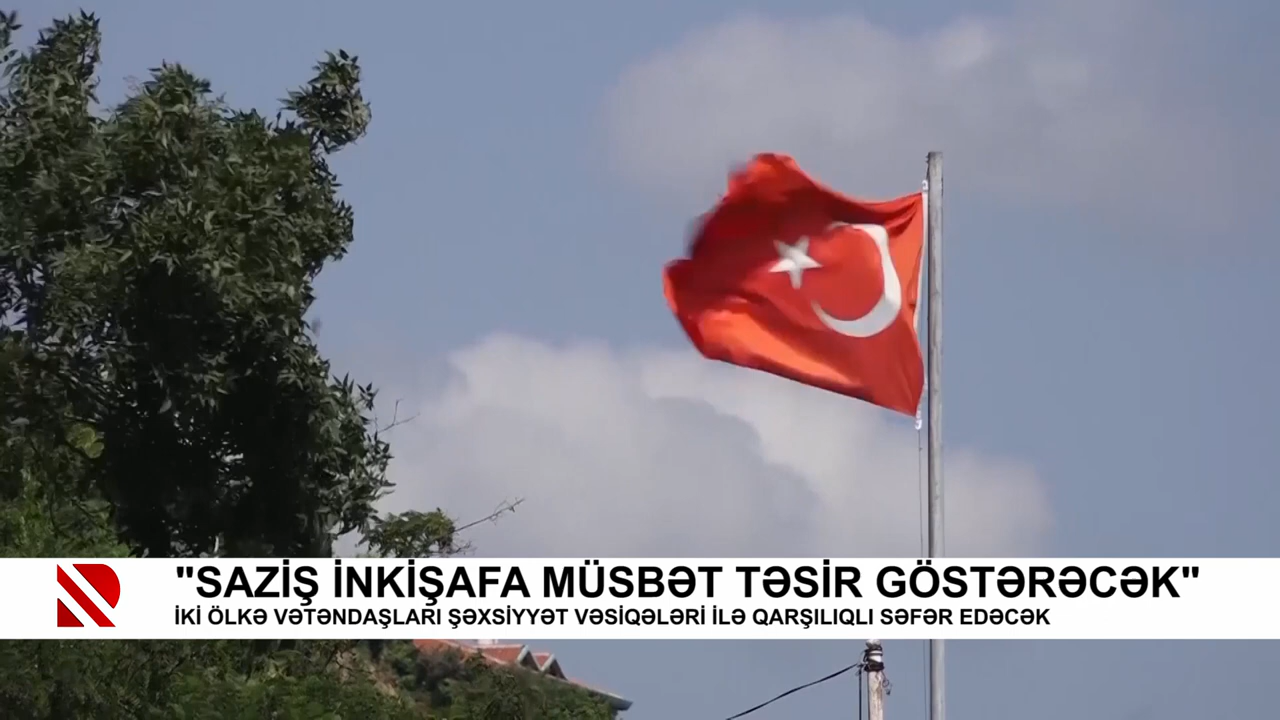 "SAZİŞ İNKİŞAFA MÜSBƏT TƏSİR GÖSTƏRƏCƏK"
İKİ ÖLKƏ VƏTƏNDAŞLARI ŞƏXSİYYƏT VƏSİQƏLƏRİ İLƏ QARŞILIQLI SƏFƏR EDƏCƏK